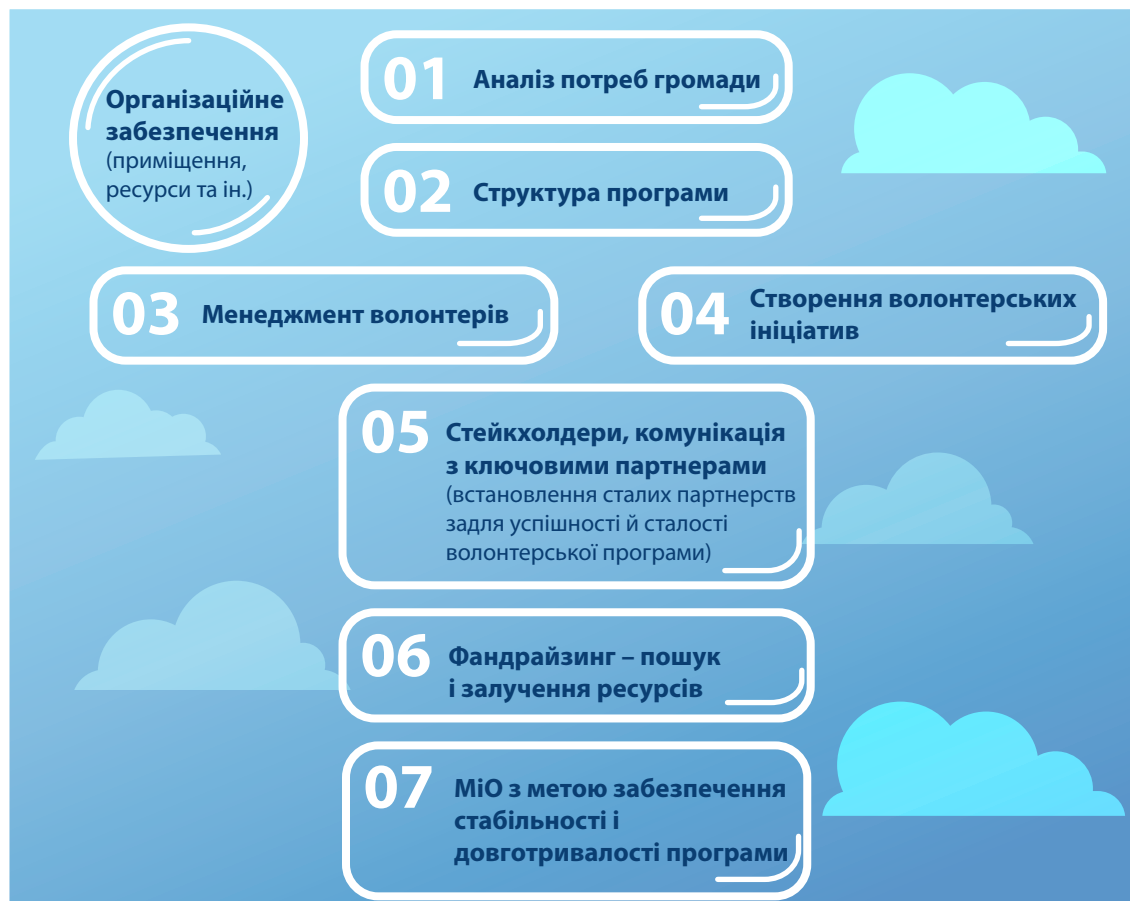 Організаційне
забезпечення
(приміщення,
ресурси та ін.)
01 Аналіз потреб громади
02 Структура програми
03 Менеджмент волонтерів
04 Створення волонтерських
ініціатив
05 Стейкхолдери, комунікація
з ключовими партнерами
(встановлення сталих партнерств
задля успішності й сталості
волонтерської програми)
06 Фандрайзинг – пошук
і залучення ресурсів
07 МіО з метою забезпечення
стабільності і
довготривалості програми